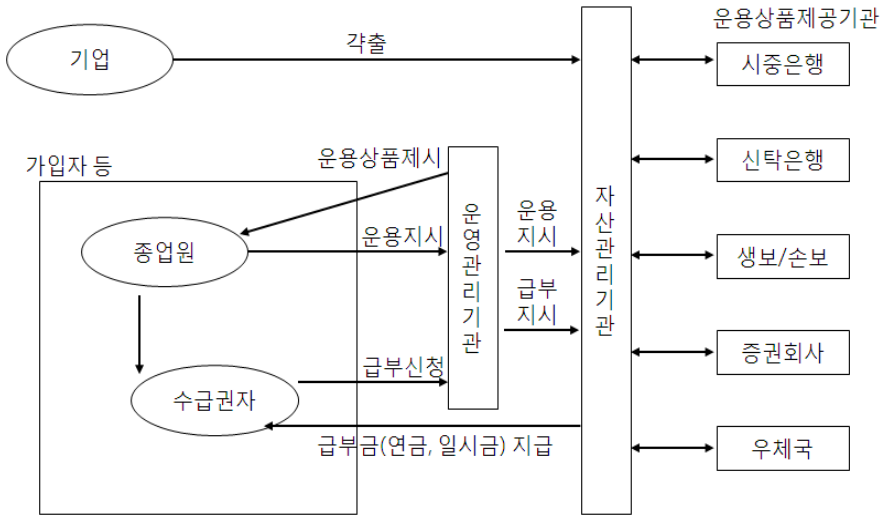 운용상품제공기관
기업
갹출
시중은행
가입자 등
운용상품제시
신탁은행
종업원
운용지시
운영관리기관
운용
지시
자산관리기관
생보/손보
급부
지시
증권회사
수급권자
급부신청
급부금(연금, 일시금) 지급
우체국